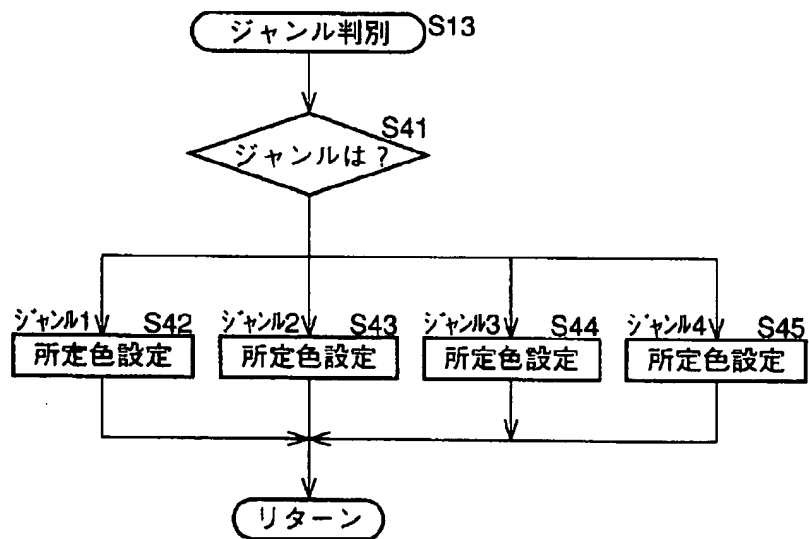 ジャンル判別 S13
S41
ジャンルは？
ジャンル1 S42 ジャンル2 S43 ジャンル3 S44 ジャンル4 S45
所定色設定 所定色設定 所定色設定 所定色設定
リターン